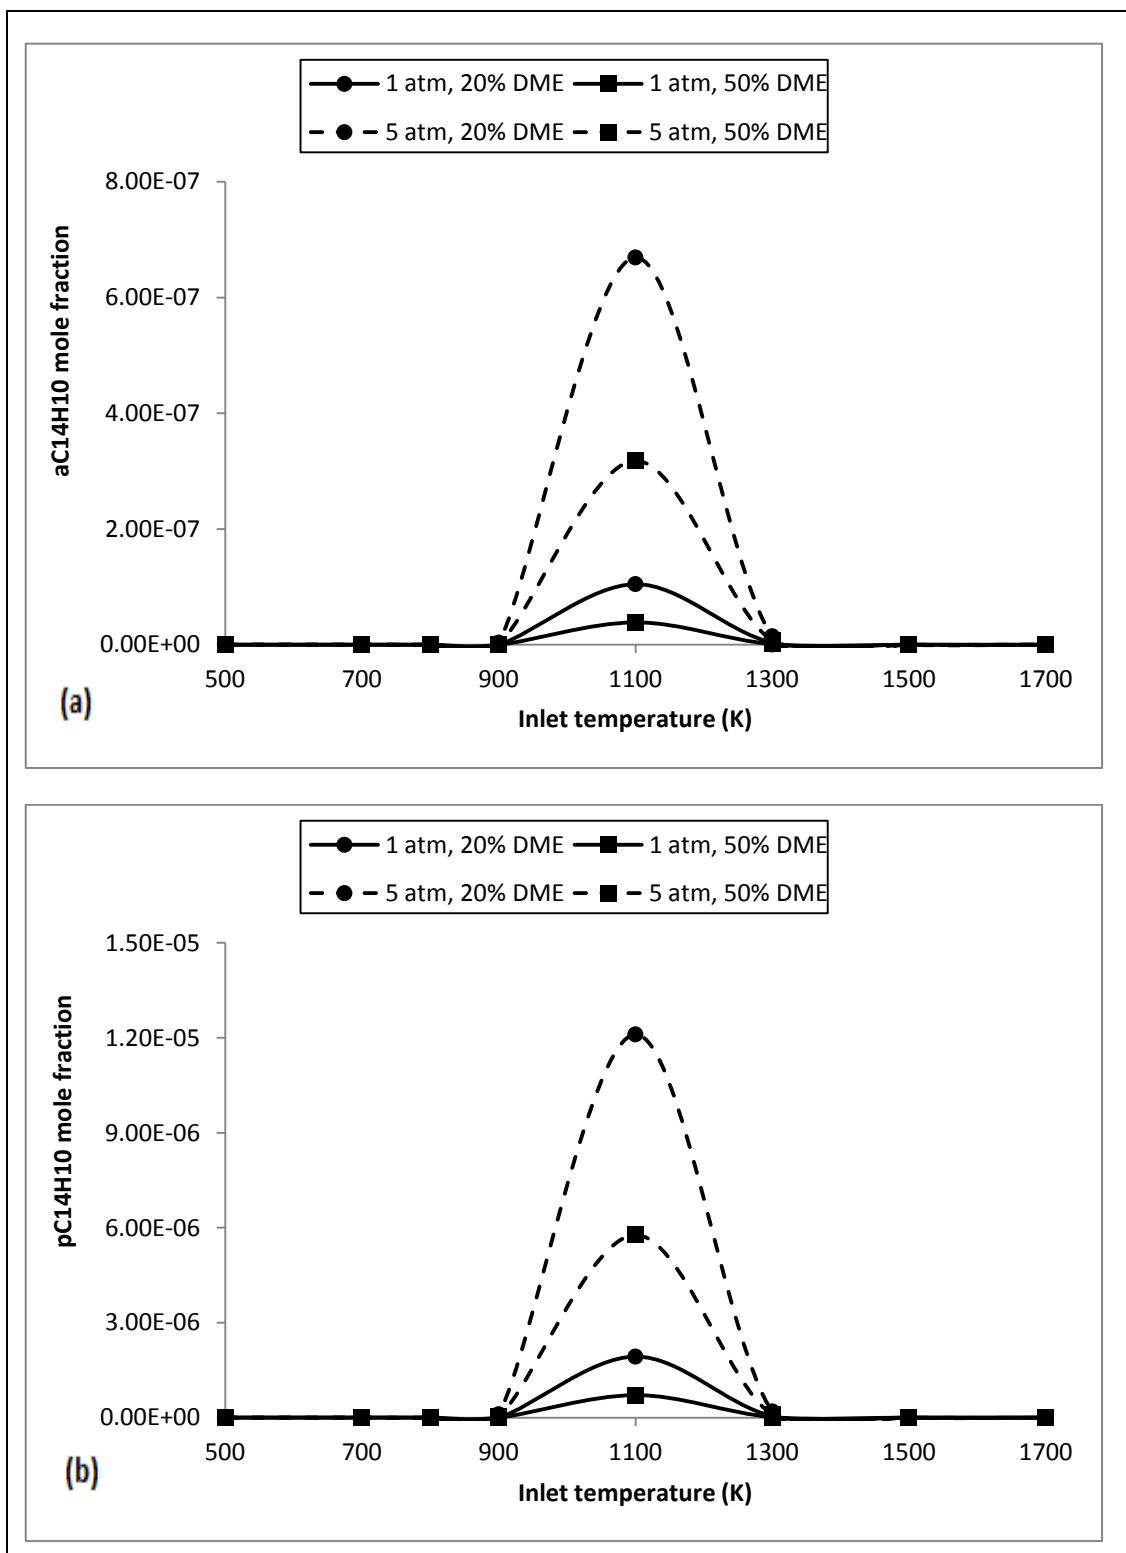 1 atm, 20% DME 1 atm, 50% DME
5 atm, 20% DME 5 atm, 50% DME
8.00E-07
6.00E-07
4.00E-07
2.00E-07
0.00E+00
aC14H10 mole fraction
500 700 900 1100 1300 1500 1700
Inlet temperature (K)
(a)
1 atm, 20% DME 1 atm, 50% DME
5 atm, 20% DME 5 atm, 50% DME
1.50E-05
1.20E-05
9.00E-06
6.00E-06
3.00E-06
0.00E+00
pC14H10 mole fraction
500 700 900 1100 1300 1500 1700
Inlet temperature (K)
(b)